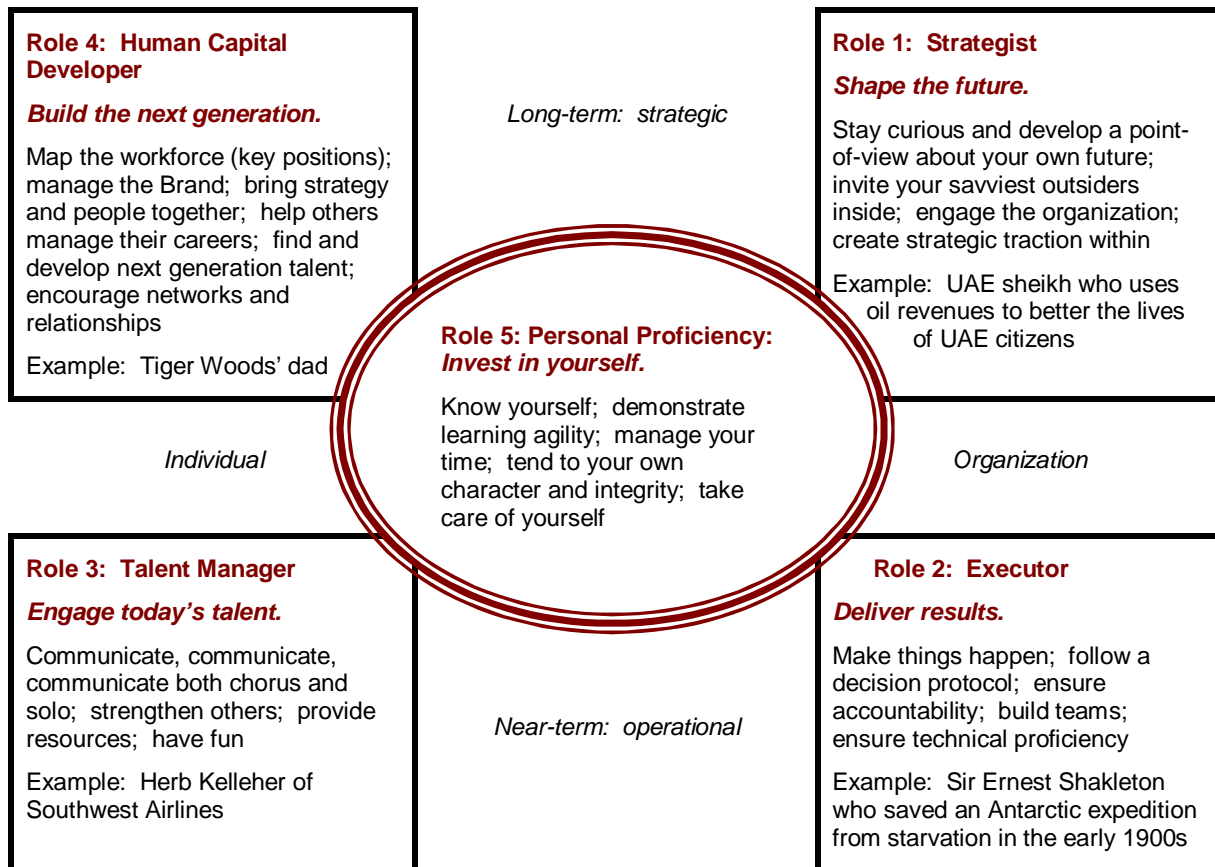 Role 4: Human Capital
Developer
Build the next generation.
Map the workforce (key positions);
manage the Brand; bring strategy
and people together; help others
manage their careers; find and
develop next generation talent;
encourage networks and
relationships
Example: Tiger Woods' dad
Long-term: strategic
Role 1: Strategist
Shape the future.
Stay curious and develop a point-
of-view about your own future;
invite your savviest outsiders
inside; engage the organization;
create strategic traction within
Example: UAE sheikh who uses
oil revenues to better the lives
of UAE citizens
Individual
Role 5: Personal Proficiency:
Invest in yourself.
Know yourself; demonstrate
learning agility; manage your
time; tend to your own
character and integrity; take
care of yourself
Organization
Role 3: Talent Manager
Engage today's talent.
Communicate, communicate,
communicate both chorus and
solo; strengthen others; provide
resources; have fun
Example: Herb Kelleher of
Southwest Airlines
Near-term: operational
Role 2: Executor
Deliver results.
Make things happen; follow a
decision protocol; ensure
accountability; build teams;
ensure technical proficiency
Example: Sir Ernest Shakleton
who saved an Antarctic expedition
from starvation in the early 1900s